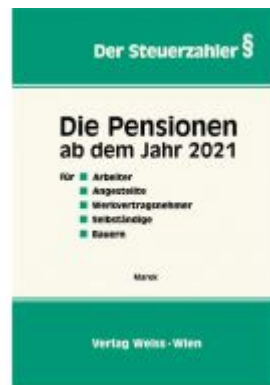 Der Steuerzahler §
Die Pensionen
ab dem Jahr 2021
für ■ Arbeiter
■ Angestellte
■ Werkvertragsnehmer
■ Selbständige
■ Bauern
Marek
Verlag Weiss · Wien